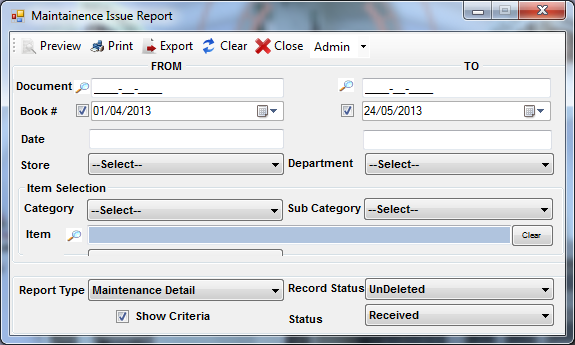 Maintainence Issue Report
Preview Print Export Clear Close Admin
FROM TO
Document ____-__-____ ____-__-____
Book # 01/04/2013 24/05/2013
Date
Store --Select-- Department --Select--
Item Selection
Category --Select-- Sub Category --Select--
Item Clear
Report Type Maintenance Detail Record Status UnDeleted
Show Criteria Status Received